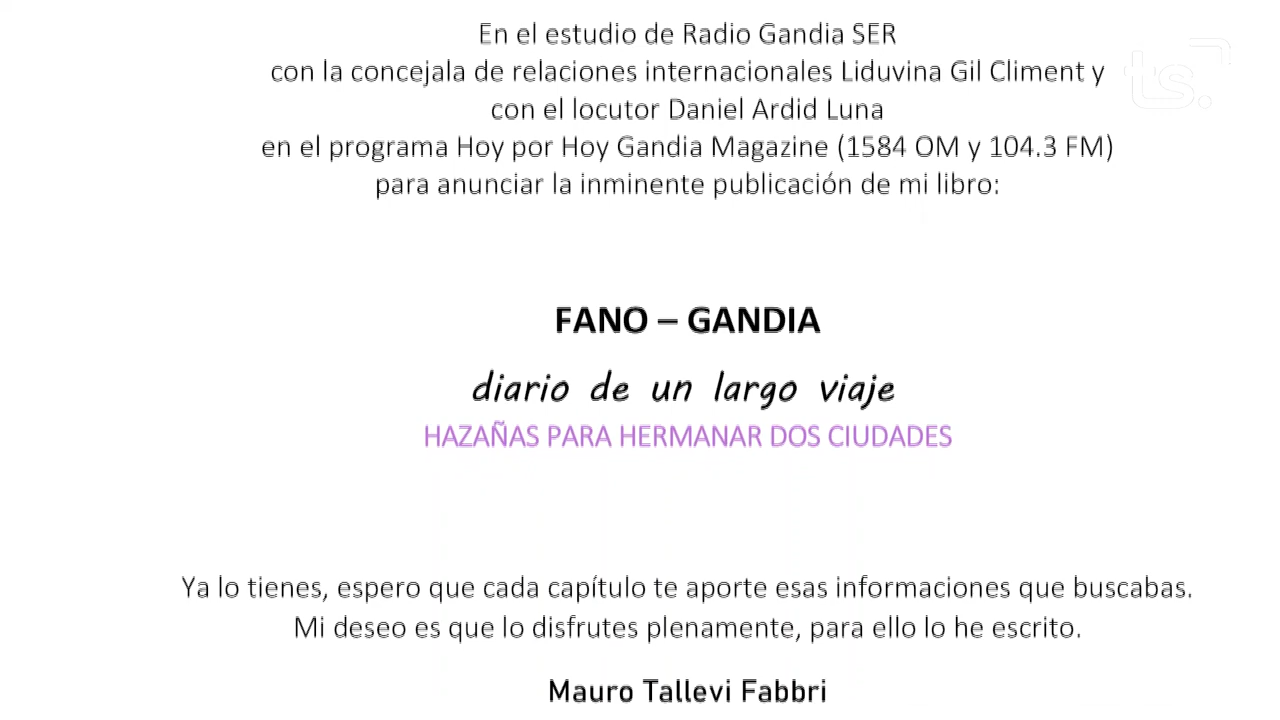 En el estudio de Radio Gandia SER
con la concejala de relaciones internacionales Liduvina Gil Climent y
con el locutor Daniel Ardid Luna
en el programa Hoy por Hoy Gandia Magazine (1584 OM y 104.3 FM)
para anunciar la inminente publicación de mi libro:
FANO – GANDIA
diario de un largo viaje
HAZAÑAS PARA HERMANAR DOS CIUDADES
Ya lo tienes, espero que cada capítulo te aporte esas informaciones que buscabas.
Mi deseo es que lo disfrutes plenamente, para ello lo he escrito.
Mauro Tallevi Fabbri
ts.